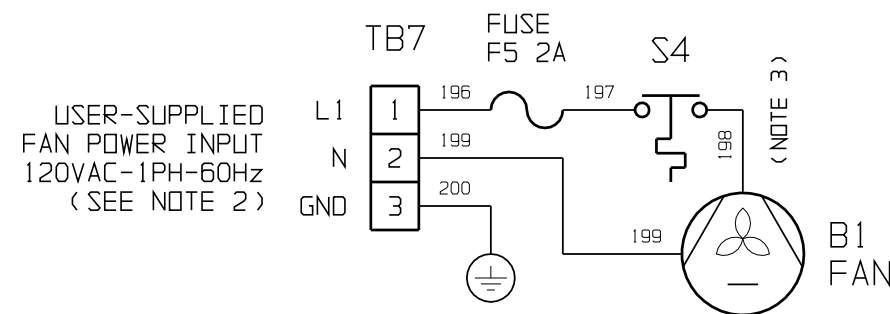 TB7
FUSE
F5 2A
S4
(NOTE 3)
USER-SUPPLIED
FAN POWER INPUT
120VAC-1PH-60Hz
(SEE NOTE 2)
L1 1 196 197
N 2 199
GND 3 200
198
199
B1
FAN